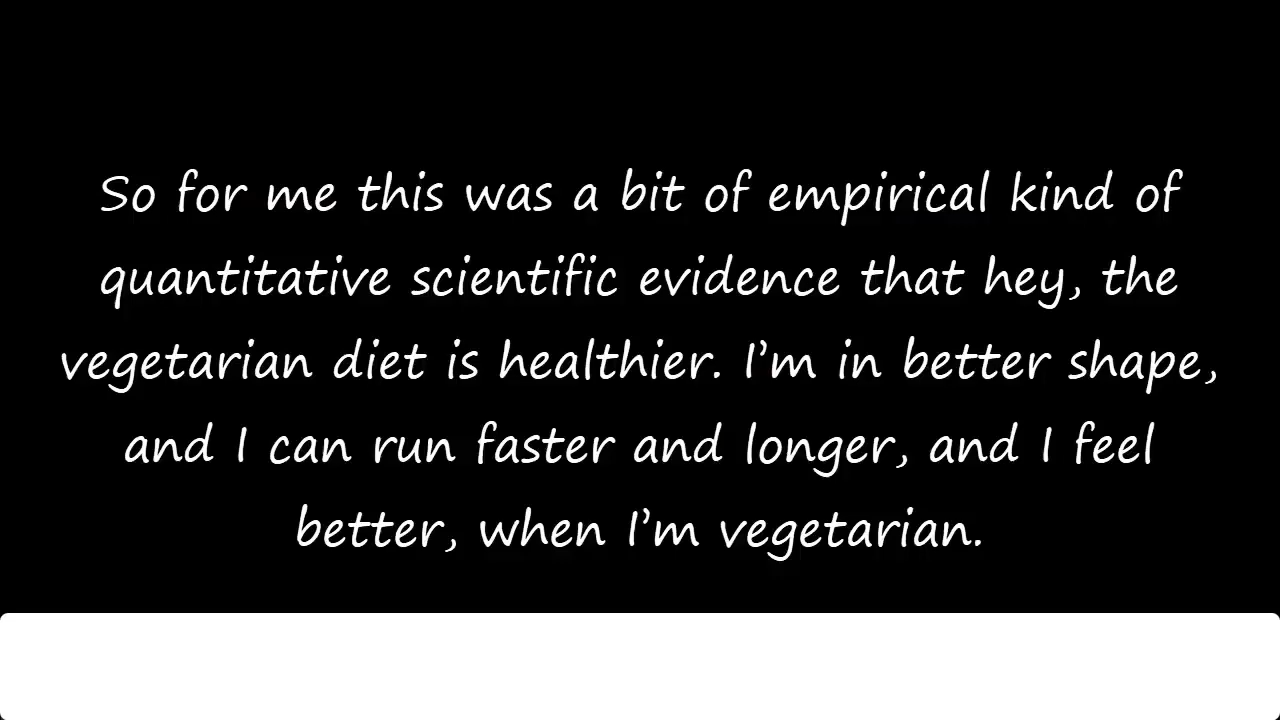 So for me this was a bit of empirical kind of
quantitative scientific evidence that hey, the
vegetarian diet is healthier. I’m in better shape,
and I can run faster and longer, and I feel
better, when I’m vegetarian.